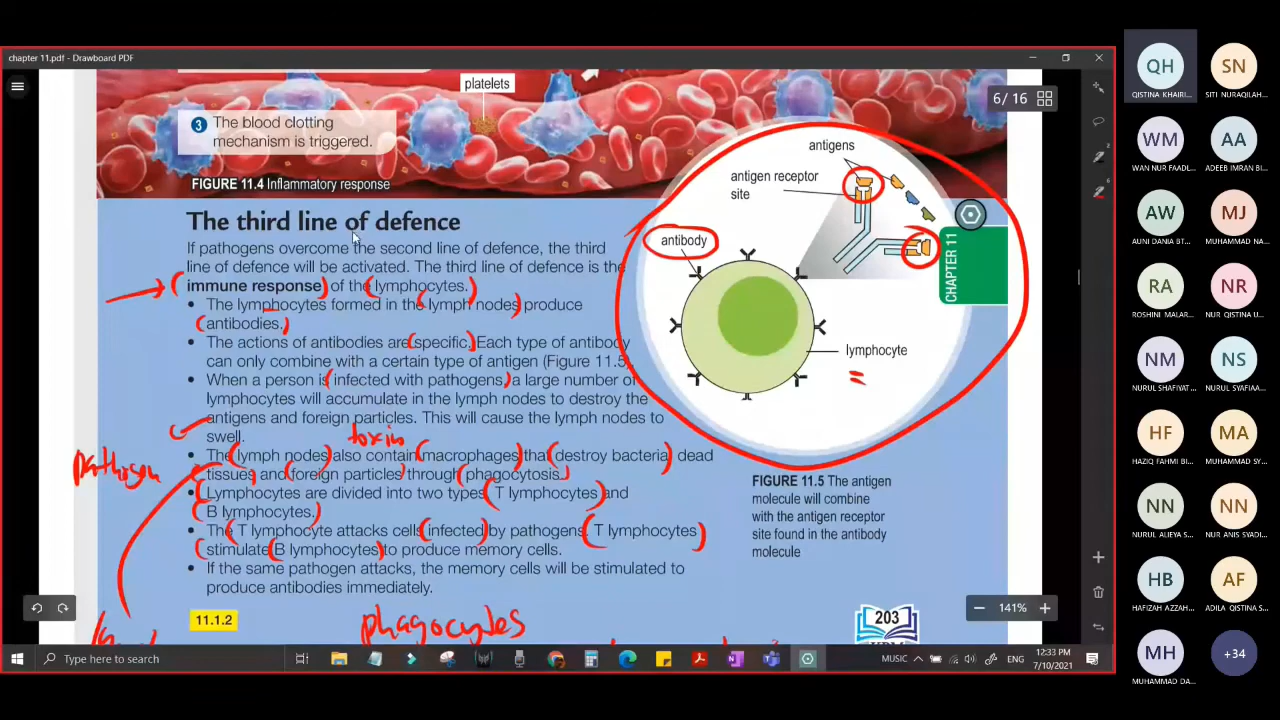 chapter 11.pdf - Drawboard PDF
platelets
6 / 16
3 The blood clotting
mechanism is triggered.
FIGURE 11.4 Inflammatory response
antigens
antigen receptor
site
antibody
lymphocyte
CHAPTER 11
The third line of defence
If pathogens overcome the second line of defence, the third
line of defence will be activated. The third line of defence is the
immune response of the lymphocytes.
• The lymphocytes formed in the lymph nodes produce
antibodies.
• The actions of antibodies are specific. Each type of antibody
can only combine with a certain type of antigen (Figure 11.5).
• When a person is infected with pathogens, a large number of
lymphocytes will accumulate in the lymph nodes to destroy the
antigens and foreign particles. This will cause the lymph nodes to
swell.
toxin
pathogen
• The lymph nodes also contain macrophages that destroy bacteria, dead
tissues and foreign particles through phagocytosis.
• Lymphocytes are divided into two types, T lymphocytes and
B lymphocytes.
• The T lymphocyte attacks cells infected by pathogens. T lymphocytes
stimulate B lymphocytes to produce memory cells.
• If the same pathogen attacks, the memory cells will be stimulated to
produce antibodies immediately.
FIGURE 11.5 The antigen
molecule will combine
with the antigen receptor
site found in the antibody
molecule
11.1.2
phagocytes
203
141%
Type here to search
MUSIC
ENG
12:33 PM
7/10/2021
QH
QISTINA KHAIRI...
SN
SITI NURAQILAH...
WM
WAN NUR FAADL...
AA
ADEEB IMRAN BI...
AW
AUNI DANIA BT...
MJ
MUHAMMAD NA...
RA
ROSHINI MALAR...
NR
NUR QISTINA U...
NM
NURUL SHAFIYAT...
NS
NURUL SYAFIAA...
HF
HAZIQ FAHMI BI...
MA
MUHAMMAD SY...
NN
NURUL ALIEYA S...
NN
NUR ANIS SYADI...
HB
HAFIZAH AZZAH...
AF
ADILA QISTINA S...
MH
MUHAMMAD DA...
+34